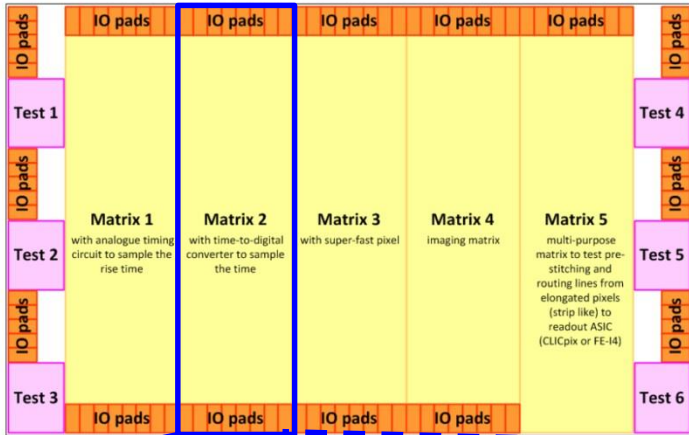 IO pads
IO pads
IO pads
IO pads
IO pads
IO pads
IO pads
Test 1
Test 4
IO pads
IO pads
Matrix 1
with analogue timing
circuit to sample the
rise time
Matrix 2
with time-to-digital
converter to sample
the time
Matrix 3
with super-fast pixel
Matrix 4
imaging matrix
Matrix 5
multi-purpose
matrix to test pre-
stitching and
routing lines from
elongated pixels
(strip like) to
readout ASIC
(CLICpix or FE-I4)
Test 2
Test 5
IO pads
IO pads
Test 3
Test 6
IO pads
IO pads
IO pads
IO pads